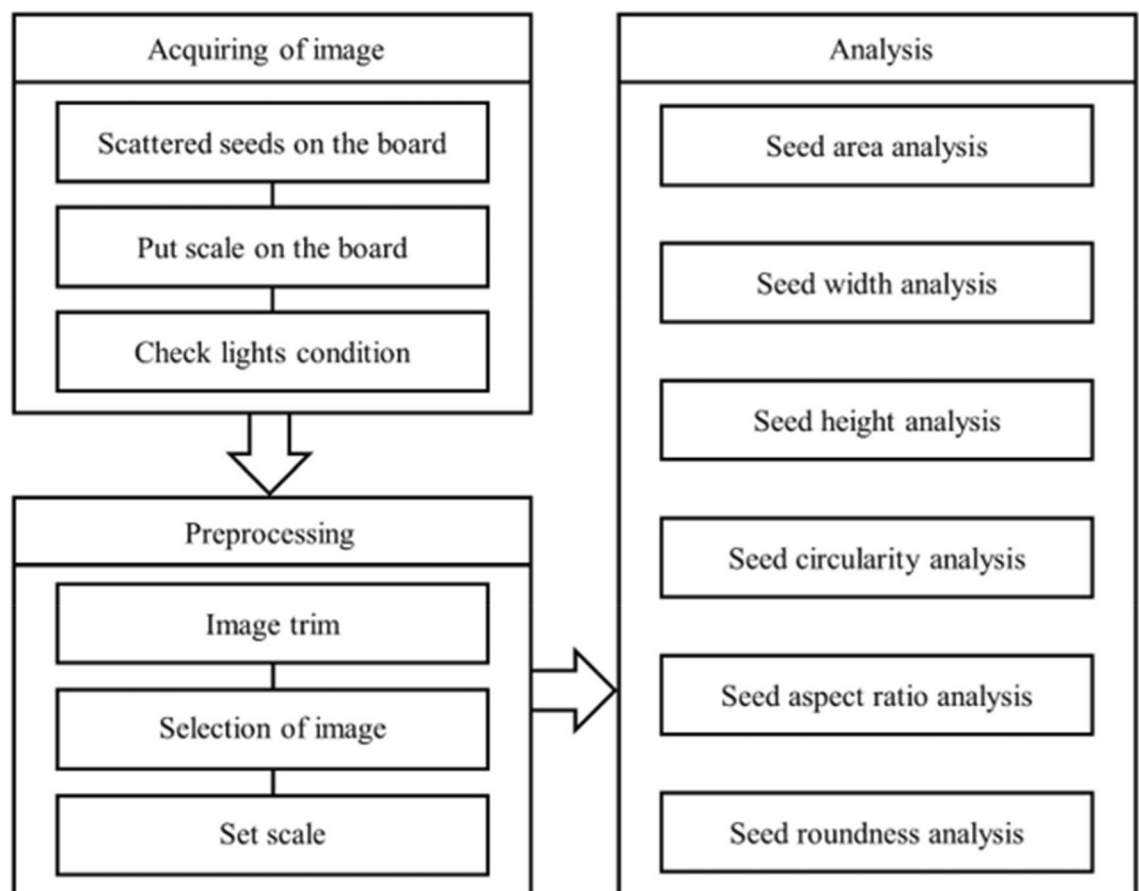 Acquiring of image
Scattered seeds on the board
Put scale on the board
Check lights condition
Preprocessing
Image trim
Selection of image
Set scale
Analysis
Seed area analysis
Seed width analysis
Seed height analysis
Seed circularity analysis
Seed aspect ratio analysis
Seed roundness analysis